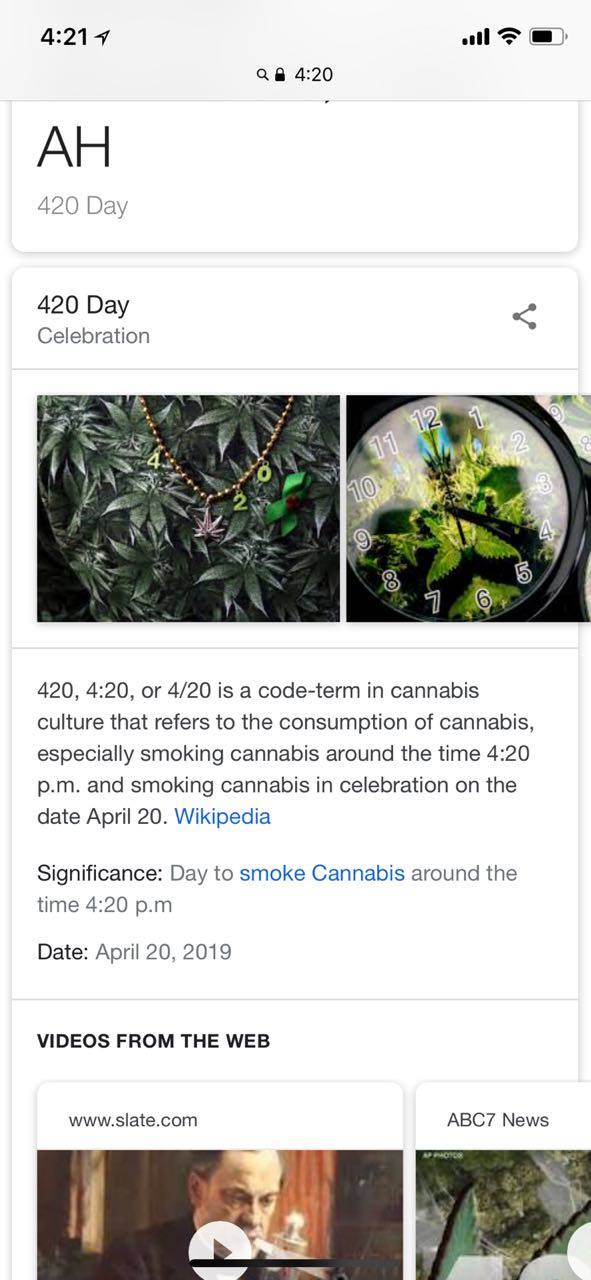 4:21
4:20
AH
420 Day
420 Day
Celebration
4 2 0
12 1 2 3 4 5 6 7 8 9 10 11
9
8
420, 4:20, or 4/20 is a code-term in cannabis
culture that refers to the consumption of cannabis,
especially smoking cannabis around the time 4:20
p.m. and smoking cannabis in celebration on the
date April 20. Wikipedia
Significance: Day to smoke Cannabis around the
time 4:20 p.m
Date: April 20, 2019
VIDEOS FROM THE WEB
www.slate.com
ABC7 News
AP PHOTOS